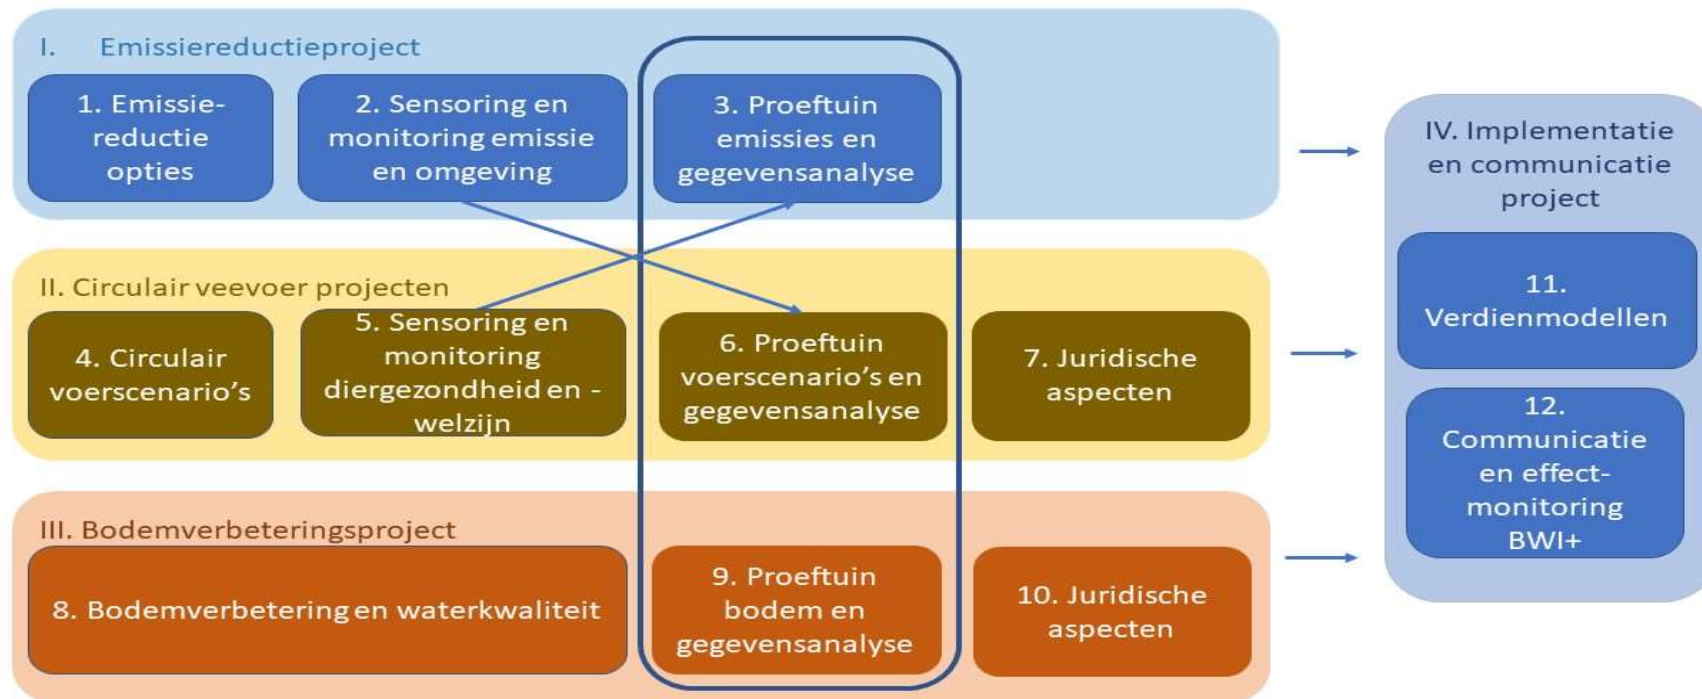 I. Emissiereductieproject
1. Emissie-
reductie
opties
2. Sensoring en
monitoring emissie
en omgeving
3. Proeftuin
emissies en
gegevensanalyse
II. Circulair veevoer projecten
4. Circulair
voerscenario’s
5. Sensoring en
monitoring
diergezondheid en -
welzijn
6. Proeftuin
voerscenario’s en
gegevensanalyse
7. Juridische
aspecten
III. Bodemverbeteringsproject
8. Bodemverbetering en waterkwaliteit
9. Proeftuin
bodem en
gegevensanalyse
10. Juridische
aspecten
IV. Implementatie
en communicatie
project
11.
Verdienmodellen
12.
Communicatie
en effect-
monitoring
BWI+